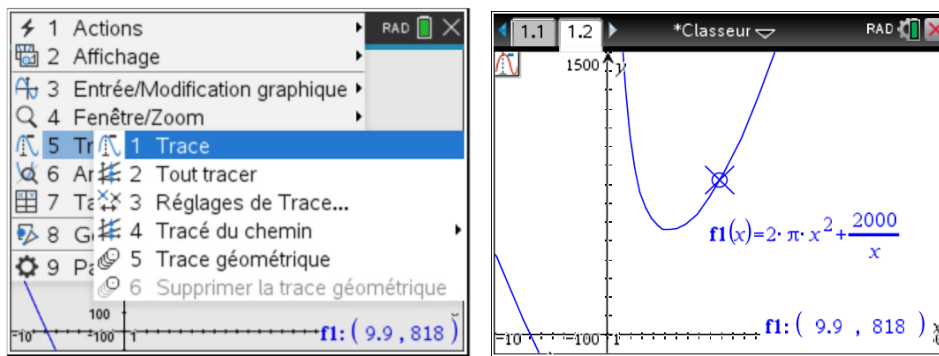 1 Actions
RAD
2 Affichage
3 Entrée/Modification graphique
4 Fenêtre/Zoom
5 Tr
1 Trace
6
2 Tout tracer
7
3 Réglages de Trace...
8 G
4 Tracé du chemin
9 Pa
5 Trace géométrique
6 Supprimer la trace géométrique
100
-10
-100
1
f1: ( 9.9 , 818 )
1.1
1.2
*Classeur
RAD
1500
y
f1(x)=2· π· x²+2000/x
f1: ( 9.9 , 818 )
x
-10
-100
1